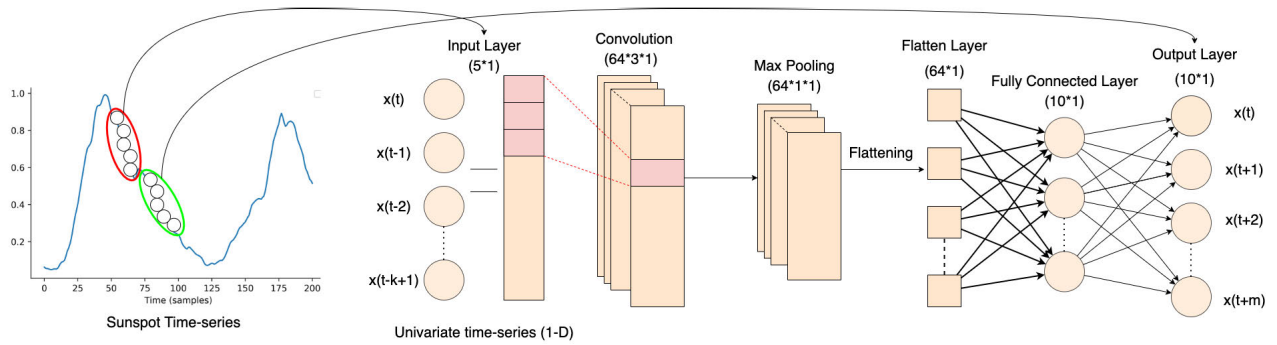 1.0
0.8
0.6
0.4
0.2
0 25 50 75 100 125 150 175 200
Time (samples)
Sunspot Time-series
Input Layer
(5*1)
x(t)
x(t-1)
x(t-2)
x(t-k+1)
Univariate time-series (1-D)
Convolution
(64*3*1)
Max Pooling
(64*1*1)
Flattening
Flatten Layer
(64*1)
Fully Connected Layer
(10*1)
Output Layer
(10*1)
x(t)
x(t+1)
x(t+2)
x(t+m)